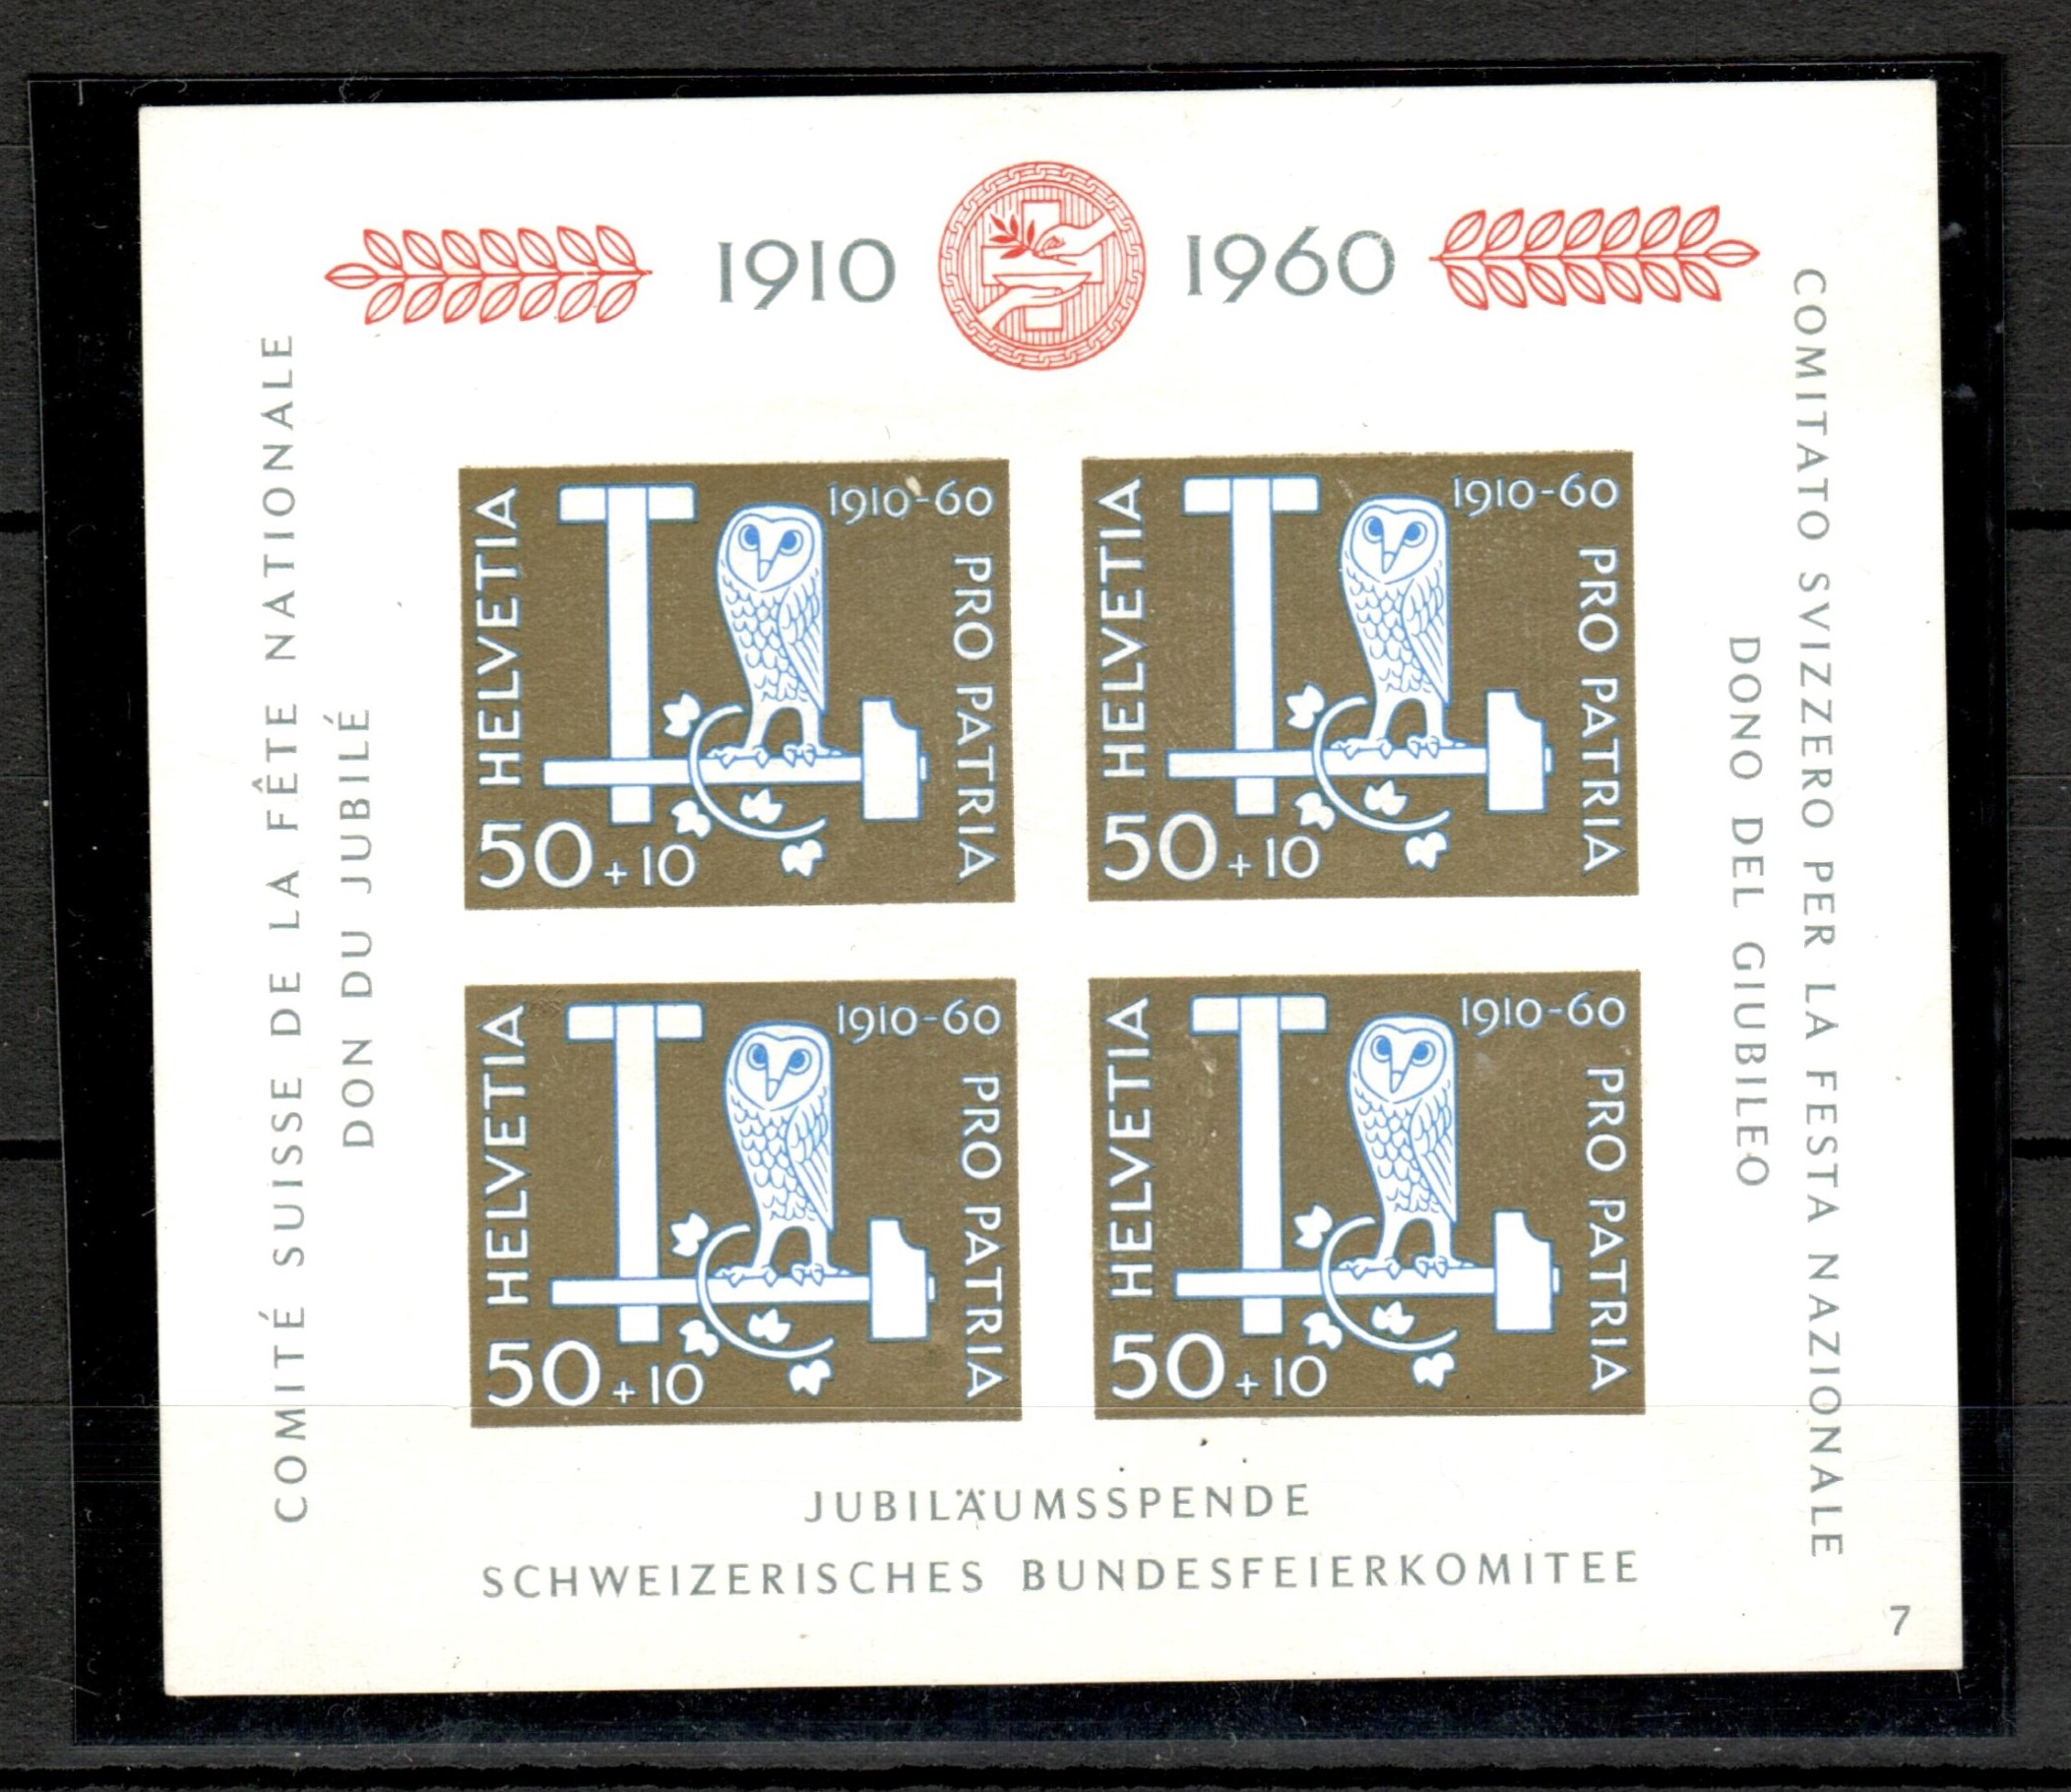 1910 1960
COMITÉ SUISSE DE LA FÊTE NATIONALE
DON DU JUBILÉ
HELVETIA
1910-60
PRO PATRIA
50+10
HELVETIA
1910-60
PRO PATRIA
50+10
HELVETIA
1910-60
PRO PATRIA
50+10
HELVETIA
1910-60
PRO PATRIA
50+10
COMITATO SVIZZERO PER LA FESTA NAZIONALE
DONO DEL GIUBILEO
JUBILÄUMSSPENDE
SCHWEIZERISCHES BUNDESFEIERKOMITEE
7